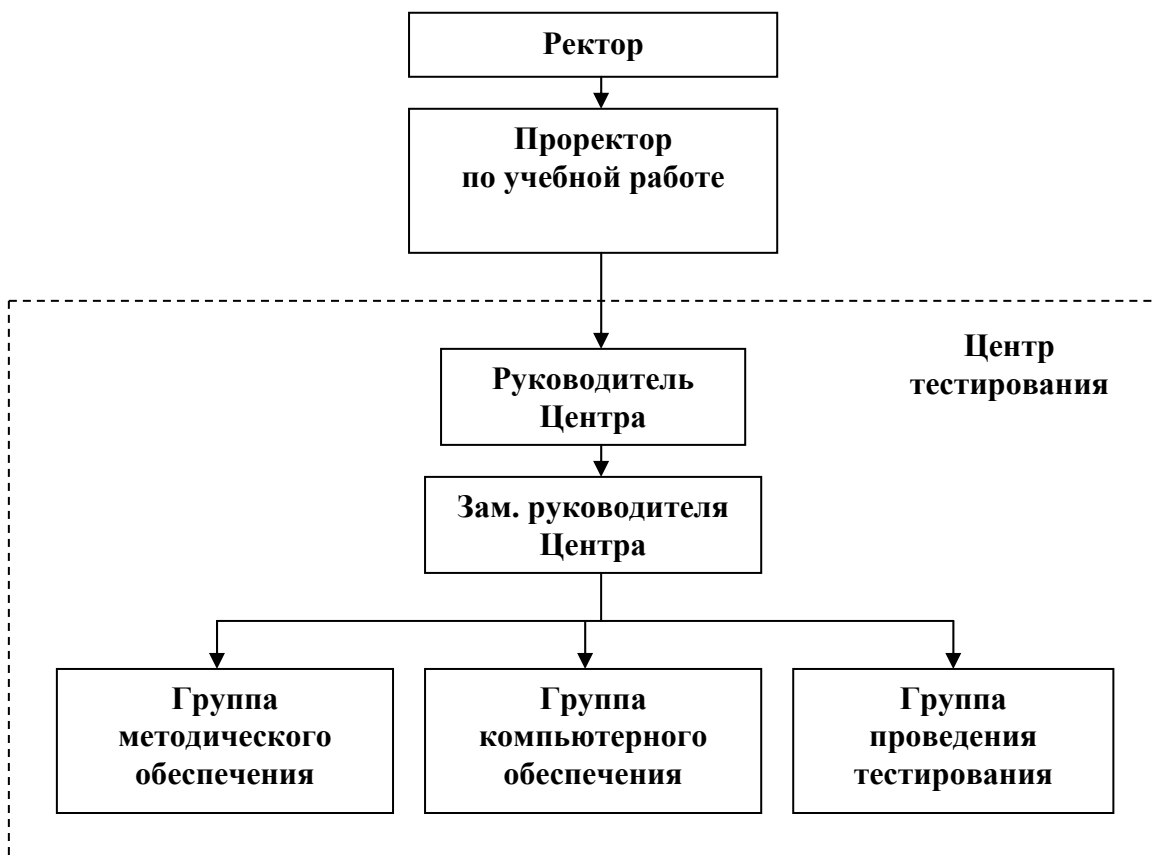 Ректор
Проректор
по учебной работе
Центр
тестирования
Руководитель
Центра
Зам. руководителя
Центра
Группа
методического
обеспечения
Группа
компьютерного
обеспечения
Группа
проведения
тестирования